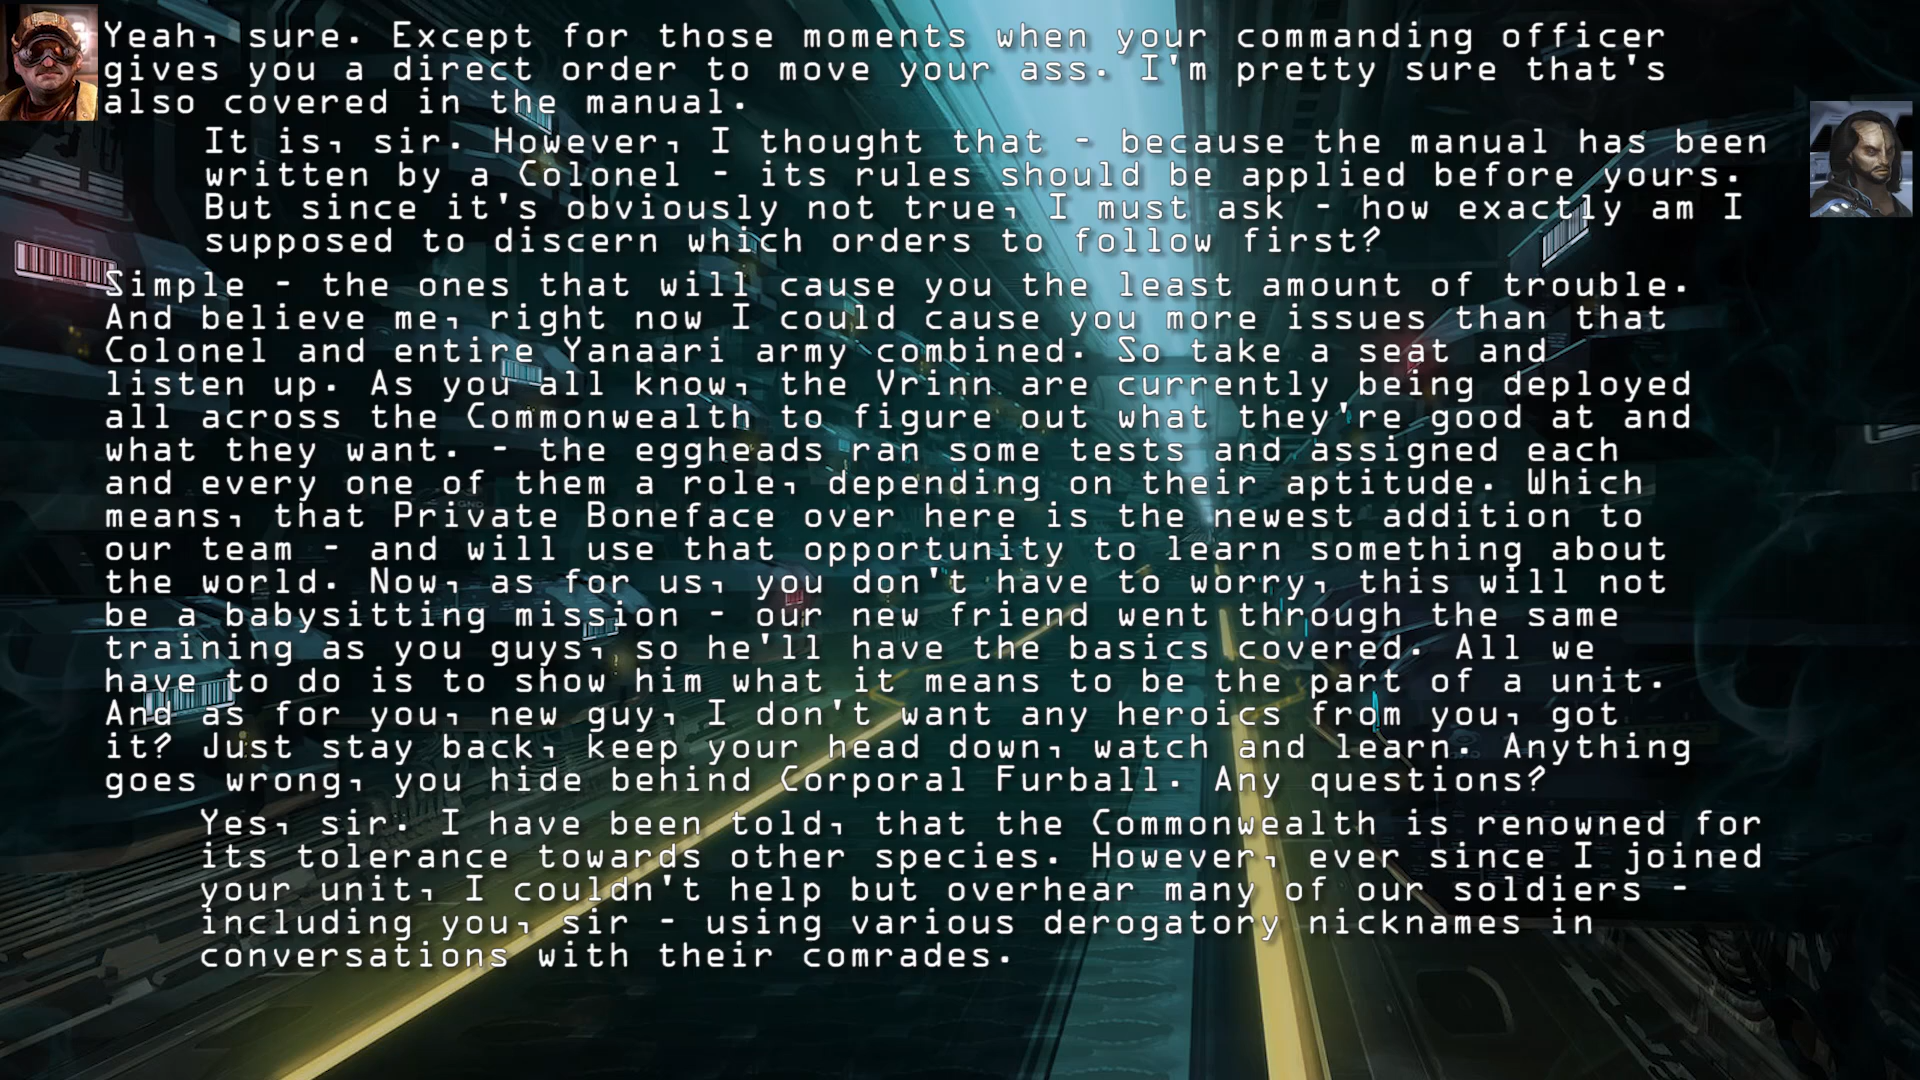 Yeah, sure. Except for those moments when your commanding officer
gives you a direct order to move your ass. I'm pretty sure that's
also covered in the manual.
It is, sir. However, I thought that - because the manual has been
written by a Colonel - its rules should be applied before yours.
But since it's obviously not true, I must ask - how exactly am I
supposed to discern which orders to follow first?
Simple - the ones that will cause you the least amount of trouble.
And believe me, right now I could cause you more issues than that
Colonel and entire Yanaari army combined. So take a seat and
listen up. As you all know, the Vrinn are currently being deployed
all across the Commonwealth to figure out what they're good at and
what they want. - the eggheads ran some tests and assigned each
and every one of them a role, depending on their aptitude. Which
means, that Private Boneface over here is the newest addition to
our team - and will use that opportunity to learn something about
the world. Now, as for us, you don't have to worry, this will not
be a babysitting mission - our new friend went through the same
training as you guys, so he'll have the basics covered. All we
have to do is to show him what it means to be the part of a unit.
And as for you, new guy, I don't want any heroics from you, got
it? Just stay back, keep your head down, watch and learn. Anything
goes wrong, you hide behind Corporal Furball. Any questions?
Yes, sir. I have been told, that the Commonwealth is renowned for
its tolerance towards other species. However, ever since I joined
your unit, I couldn't help but overhear many of our soldiers -
including you, sir - using various derogatory nicknames in
conversations with their comrades.